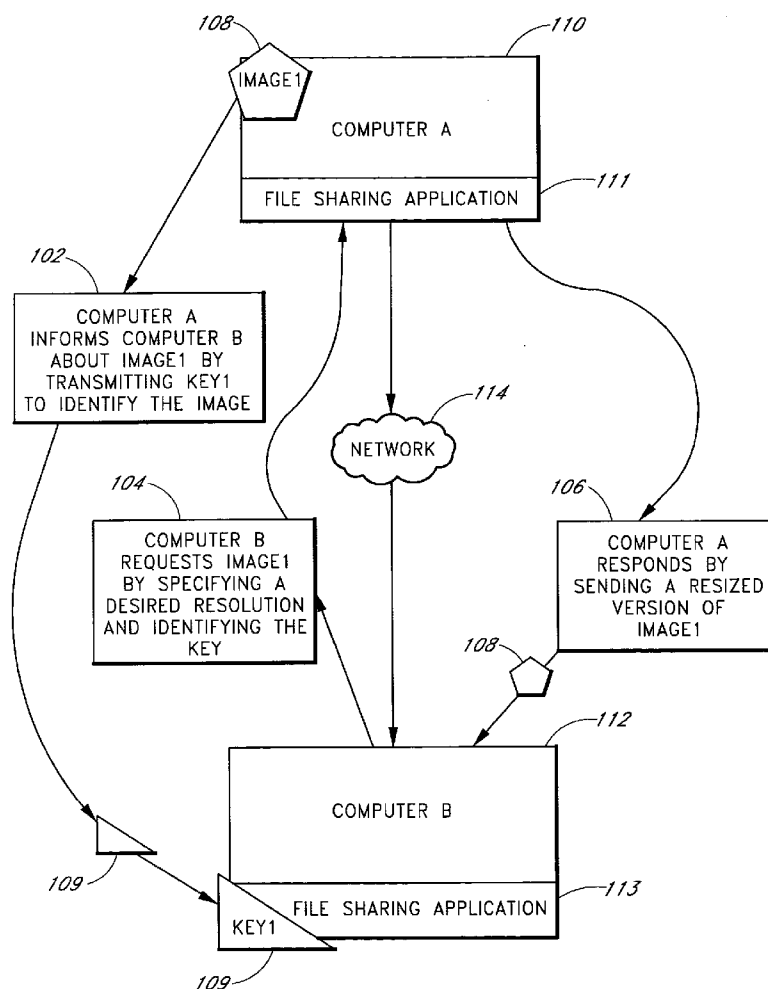 108
110
IMAGE1
COMPUTER A
111
FILE SHARING APPLICATION
102
COMPUTER A
INFORMS COMPUTER B
ABOUT IMAGE1 BY
TRANSMITTING KEY1
TO IDENTIFY THE IMAGE
114
NETWORK
104
COMPUTER B
REQUESTS IMAGE1
BY SPECIFYING A
DESIRED RESOLUTION
AND IDENTIFYING THE
KEY
106
COMPUTER A
RESPONDS BY
SENDING A RESIZED
VERSION OF
IMAGE1
108
112
COMPUTER B
109
113
FILE SHARING APPLICATION
KEY1
109